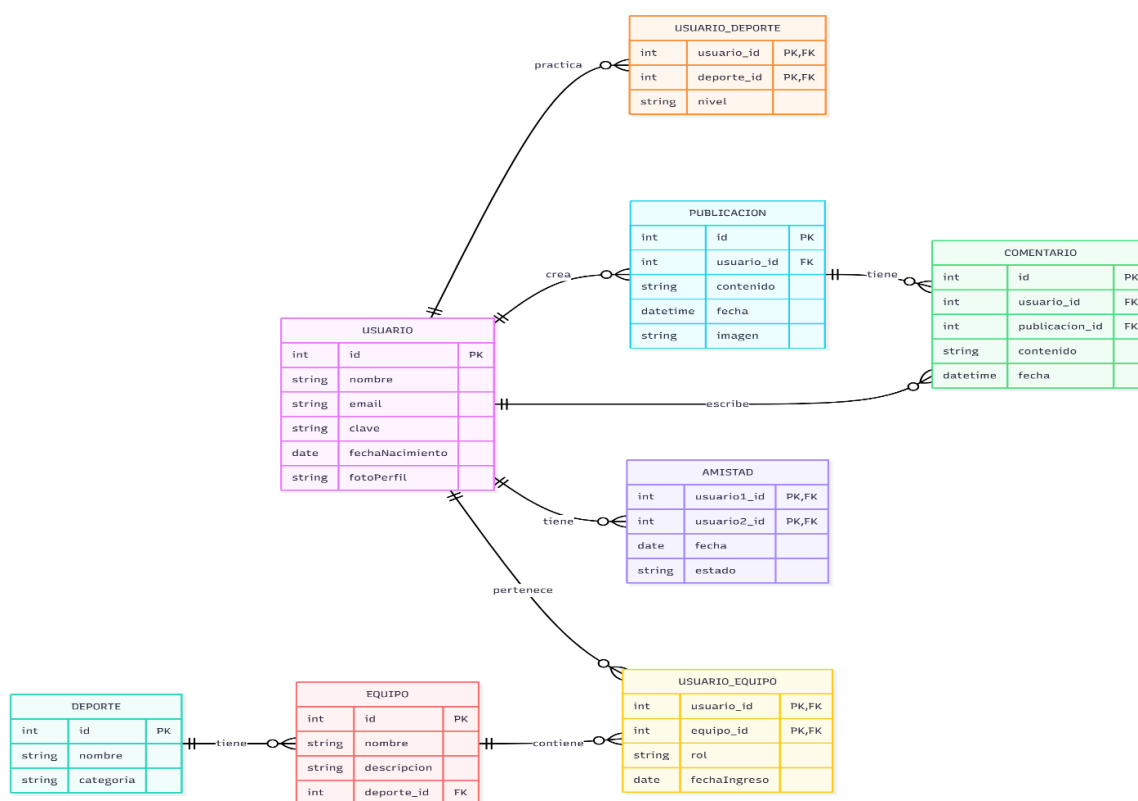 USUARIO_DEPORTE
int usuario_id PK,FK
int deporte_id PK,FK
string nivel
practica
PUBLICACION
int id PK
int usuario_id FK
string contenido
datetime fecha
string imagen
crea
tiene
COMENTARIO
int id PK
int usuario_id FK
int publicacion_id FK
string contenido
datetime fecha
USUARIO
int id PK
string nombre
string email
string clave
date fechaNacimiento
string fotoPerfil
escribe
AMISTAD
int usuario1_id PK,FK
int usuario2_id PK,FK
date fecha
string estado
tiene
pertenece
DEPORTE
int id PK
string nombre
string categoria
tiene
EQUIPO
int id PK
string nombre
string descripcion
int deporte_id FK
contiene
USUARIO_EQUIPO
int usuario_id PK,FK
int equipo_id PK,FK
string rol
date fechaIngreso